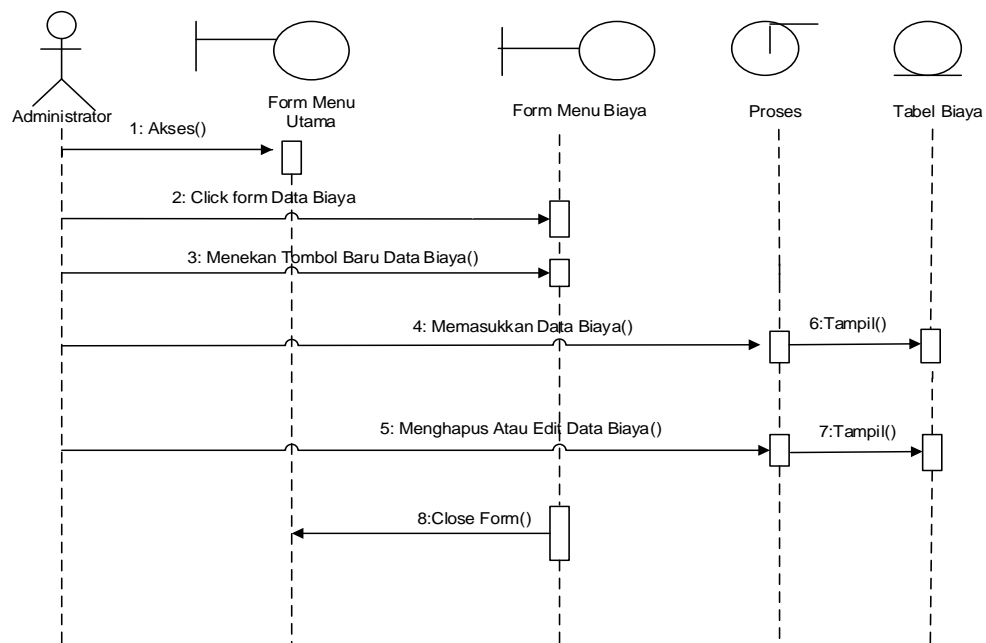 Administrator
Form Menu
Utama
Form Menu Biaya
Proses
Tabel Biaya
1: Akses()
2: Click form Data Biaya
3: Menekan Tombol Baru Data Biaya()
4: Memasukkan Data Biaya()
6:Tampil()
5: Menghapus Atau Edit Data Biaya()
7:Tampil()
8:Close Form()